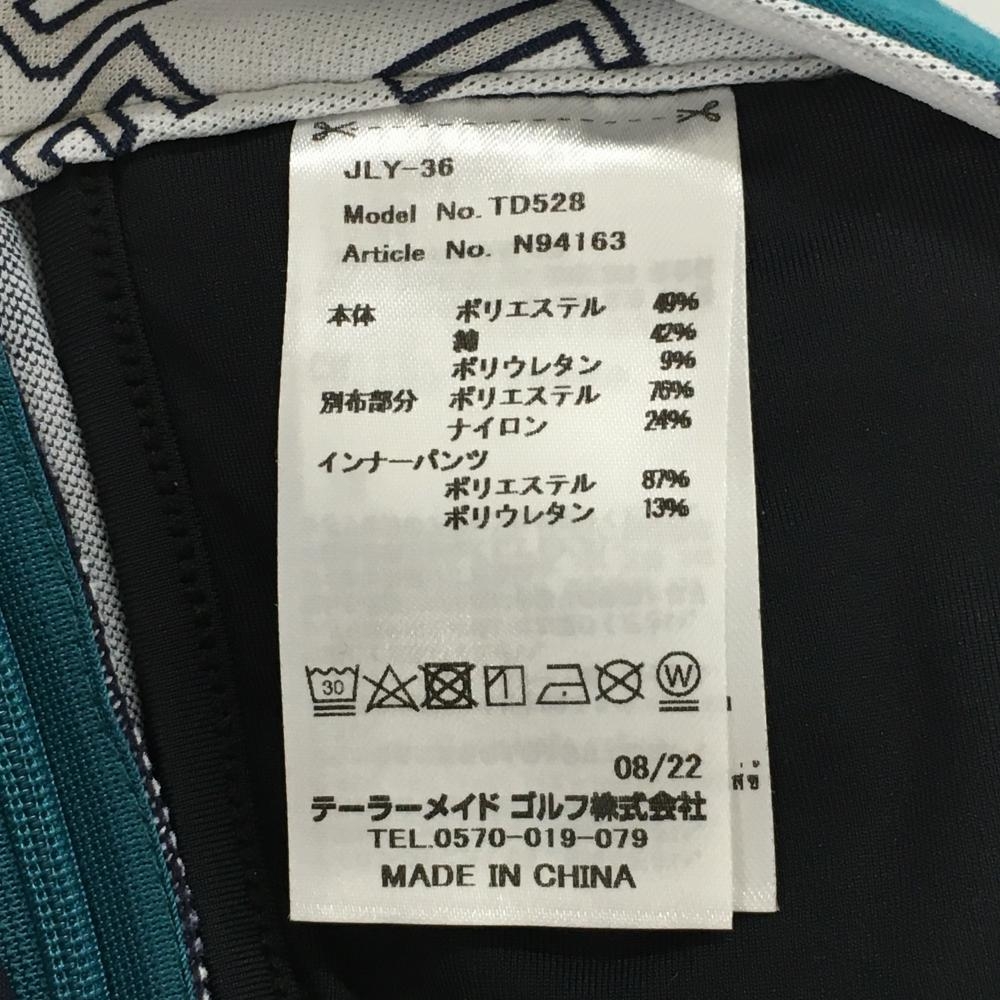 JLY-36
Model No. TD528
Article No. N94163
本体 ポリエステル 49%
綿 42%
ポリウレタン 9%
別布部分 ポリエステル 76%
ナイロン 24%
インナーパンツ
ポリエステル 87%
ポリウレタン 13%
30 W
08/22
テーラーメイド ゴルフ株式会社
TEL.0570-019-079
MADE IN CHINA